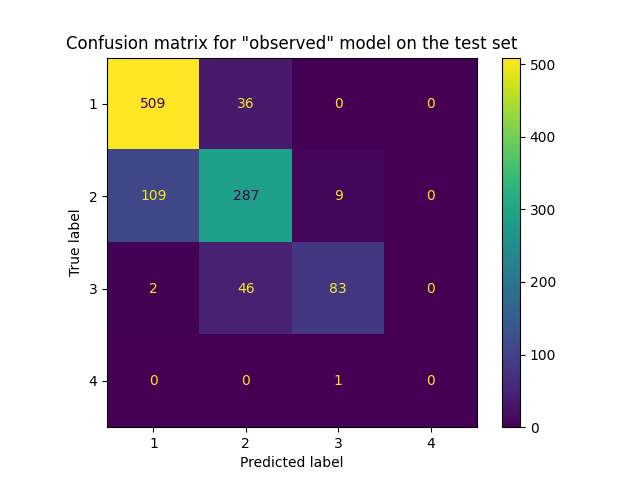 Confusion matrix for "observed" model on the test set
True label
1 509 36 0 0
2 109 287 9 0
3 2 46 83 0
4 0 0 1 0
1 2 3 4
Predicted label
500
400
300
200
100
0